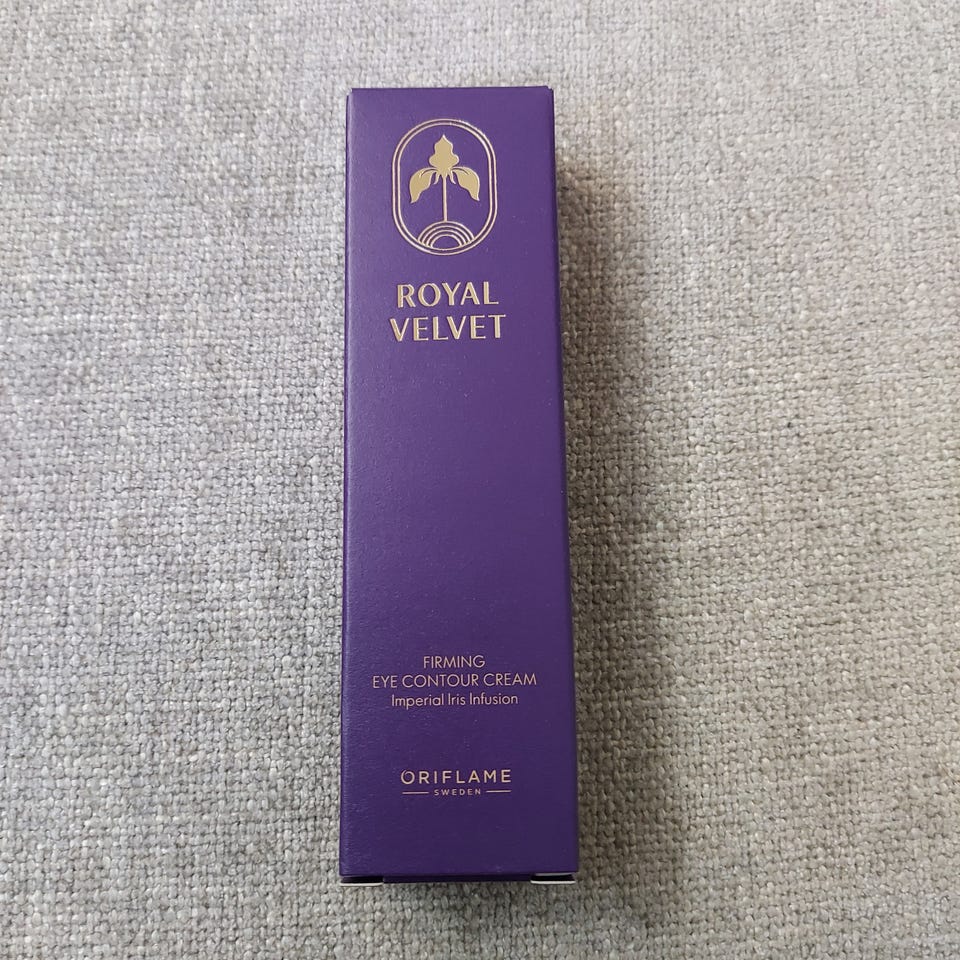 ROYAL
VELVET
FIRMING
EYE CONTOUR CREAM
Imperial Iris Infusion
ORIFLAME
SWEDEN